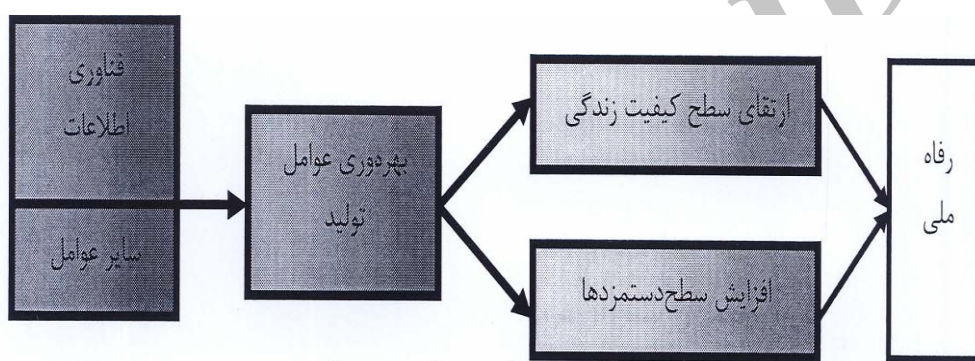 فناوری
اطلاعات
سایر عوامل
بهره‌وری عوامل
تولید
ارتقای سطح کیفیت زندگی
افزایش سطح‌دستمزدها
رفاه
ملی